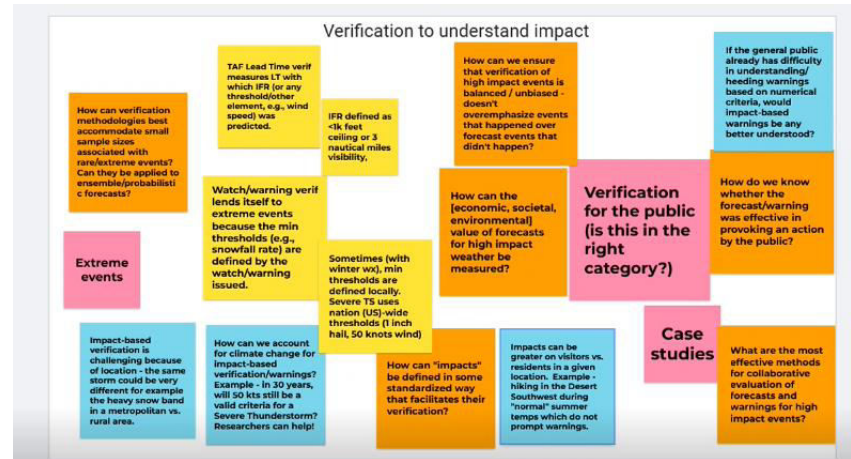 Verification to understand impact
How can verification
methodologies best
accommodate small
sample sizes
associated with
rare/extreme events?
Can they be applied to
ensemble/probabilisti
c forecasts?
TAF Lead Time verif
measures LT with
which IFR (or any
threshold/other
element, e.g., wind
speed) was
predicted.
IFR defined as
<1k feet
ceiling or 3
nautical miles
visibility,
How can we ensure
that verification of
high impact events is
balanced / unbiased -
doesn't
overemphasize events
that happened over
forecast events that
didn't happen?
If the general public
already has difficulty
in understanding/
heeding warnings
based on numerical
criteria, would
impact-based
warnings be any
better understood?
Extreme
events
Watch/warning verif
lends itself to
extreme events
because the min
thresholds (e.g.,
snowfall rate) are
defined by the
watch/warning
issued.
Sometimes (with
winter wx), min
thresholds are
defined locally.
Severe TS uses
nation (US)-wide
thresholds (1 inch
hail, 50 knots wind)
How can the
[economic, societal,
environmental]
value of forecasts
for high impact
weather be
measured?
Verification
for the public
(is this in the
right
category?)
How do we know
whether the
forecast/warning
was effective in
provoking an action
by the public?
Impact-based
verification is
challenging because
of location - the same
storm could be very
different for example
the heavy snow band
in a metropolitan vs.
rural area.
How can we account
for climate change for
impact-based
verification/warnings?
Example - in 30 years,
will 50 kts still be a
valid criteria for a
Severe Thunderstorm?
Researchers can help!
How can "impacts"
be defined in some
standardized way
that facilitates their
verification?
Impacts can be
greater on visitors vs.
residents in a given
location. Example -
hiking in the Desert
Southwest during
"normal" summer
temps which do not
prompt warnings.
Case
studies
What are the most
effective methods
for collaborative
evaluation of
forecasts and
warnings for high
impact events?